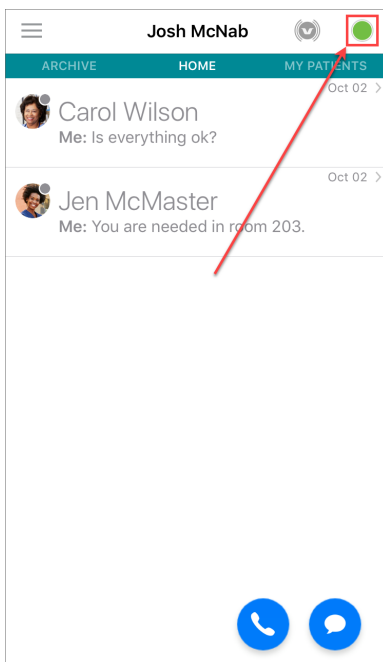 Josh McNab
ARCHIVE HOME MY PATIENTS
Oct 02
Carol Wilson
Me: Is everything ok?
Oct 02
Jen McMaster
Me: You are needed in room 203.